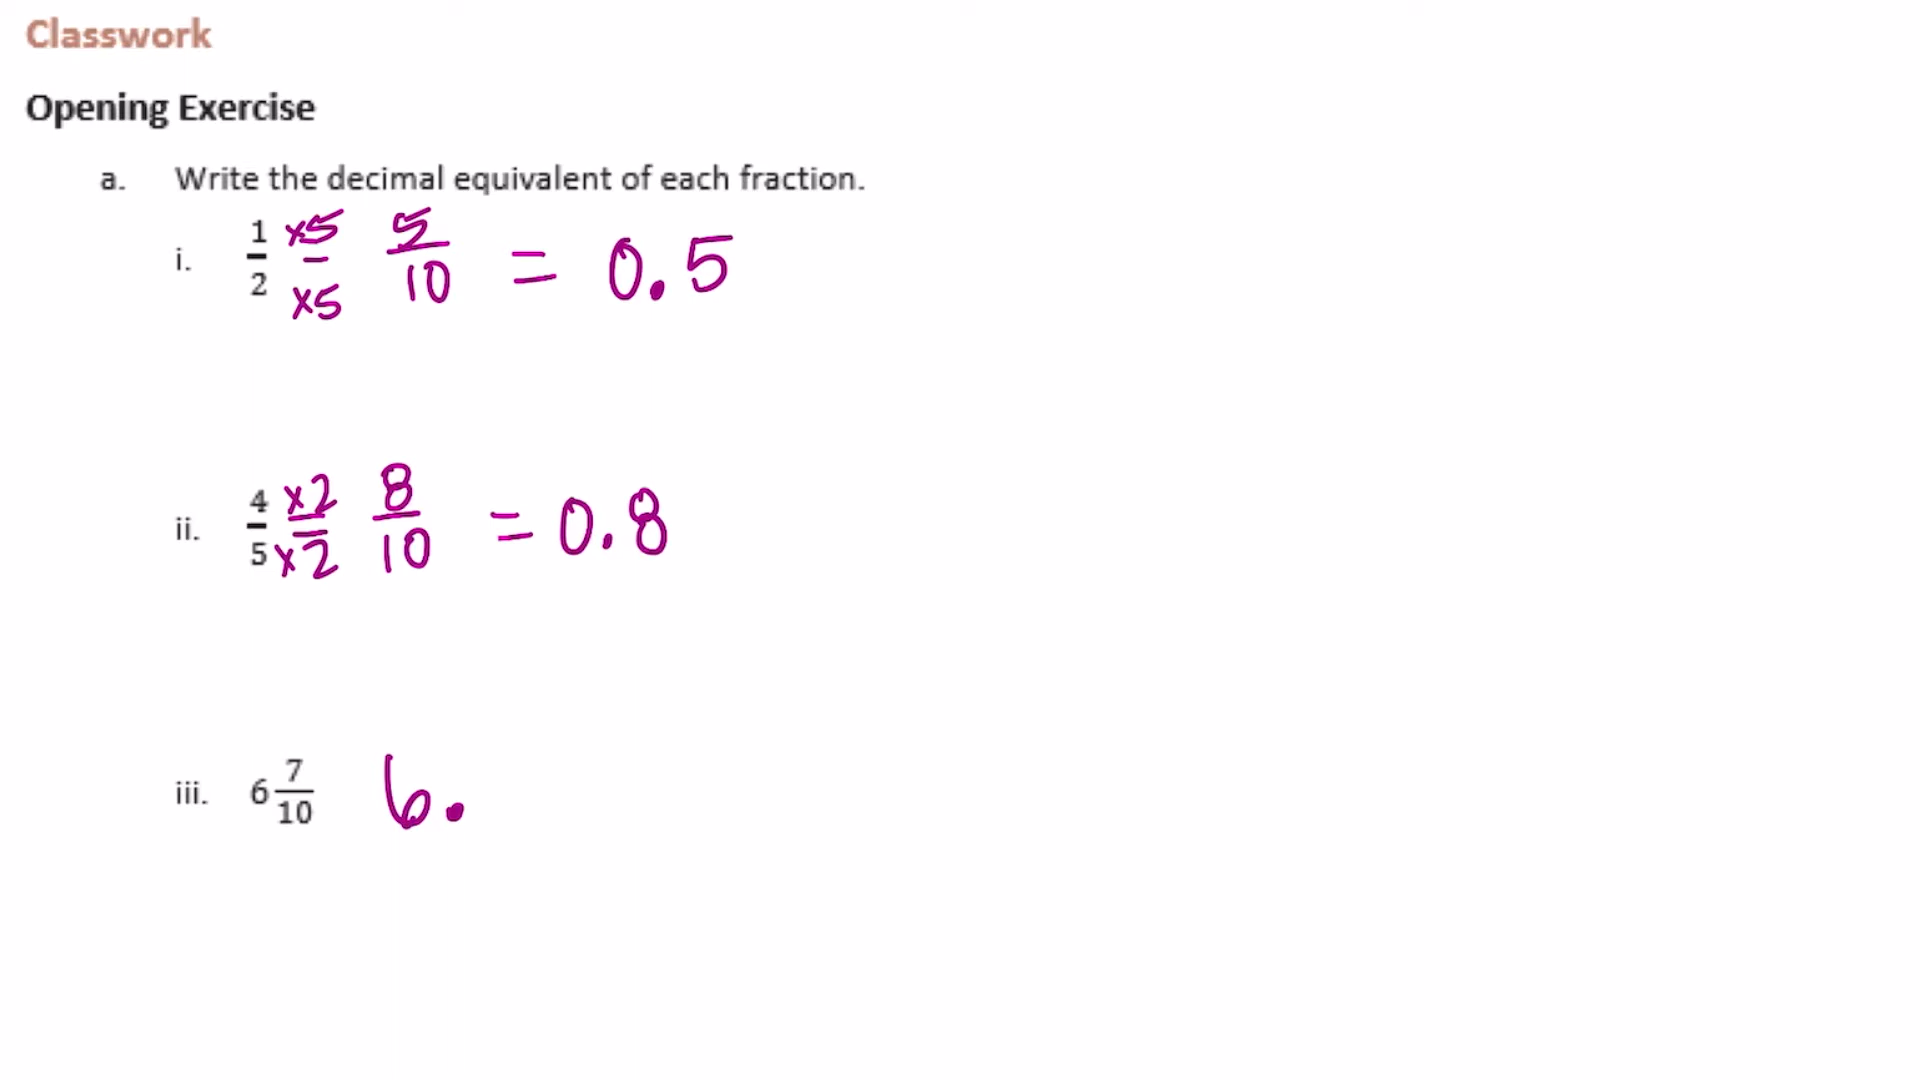 Classwork
Opening Exercise
a. Write the decimal equivalent of each fraction.
i. 1/2 ×5/×5 5/10 = 0.5
ii. 4/5 ×2/×2 8/10 = 0.8
iii. 6 7/10 6.